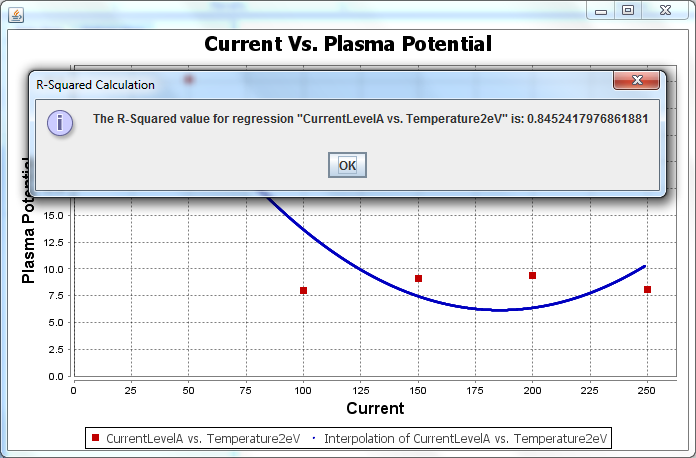 Current Vs. Plasma Potential
R-Squared Calculation
The R-Squared value for regression "CurrentLevelA vs. Temperature2eV" is: 0.8452417976861881
OK
Plasma Potential
15.0
12.5
10.0
7.5
5.0
2.5
0.0
0 25 50 75 100 125 150 175 200 225 250
Current
CurrentLevelA vs. Temperature2eV Interpolation of CurrentLevelA vs. Temperature2eV